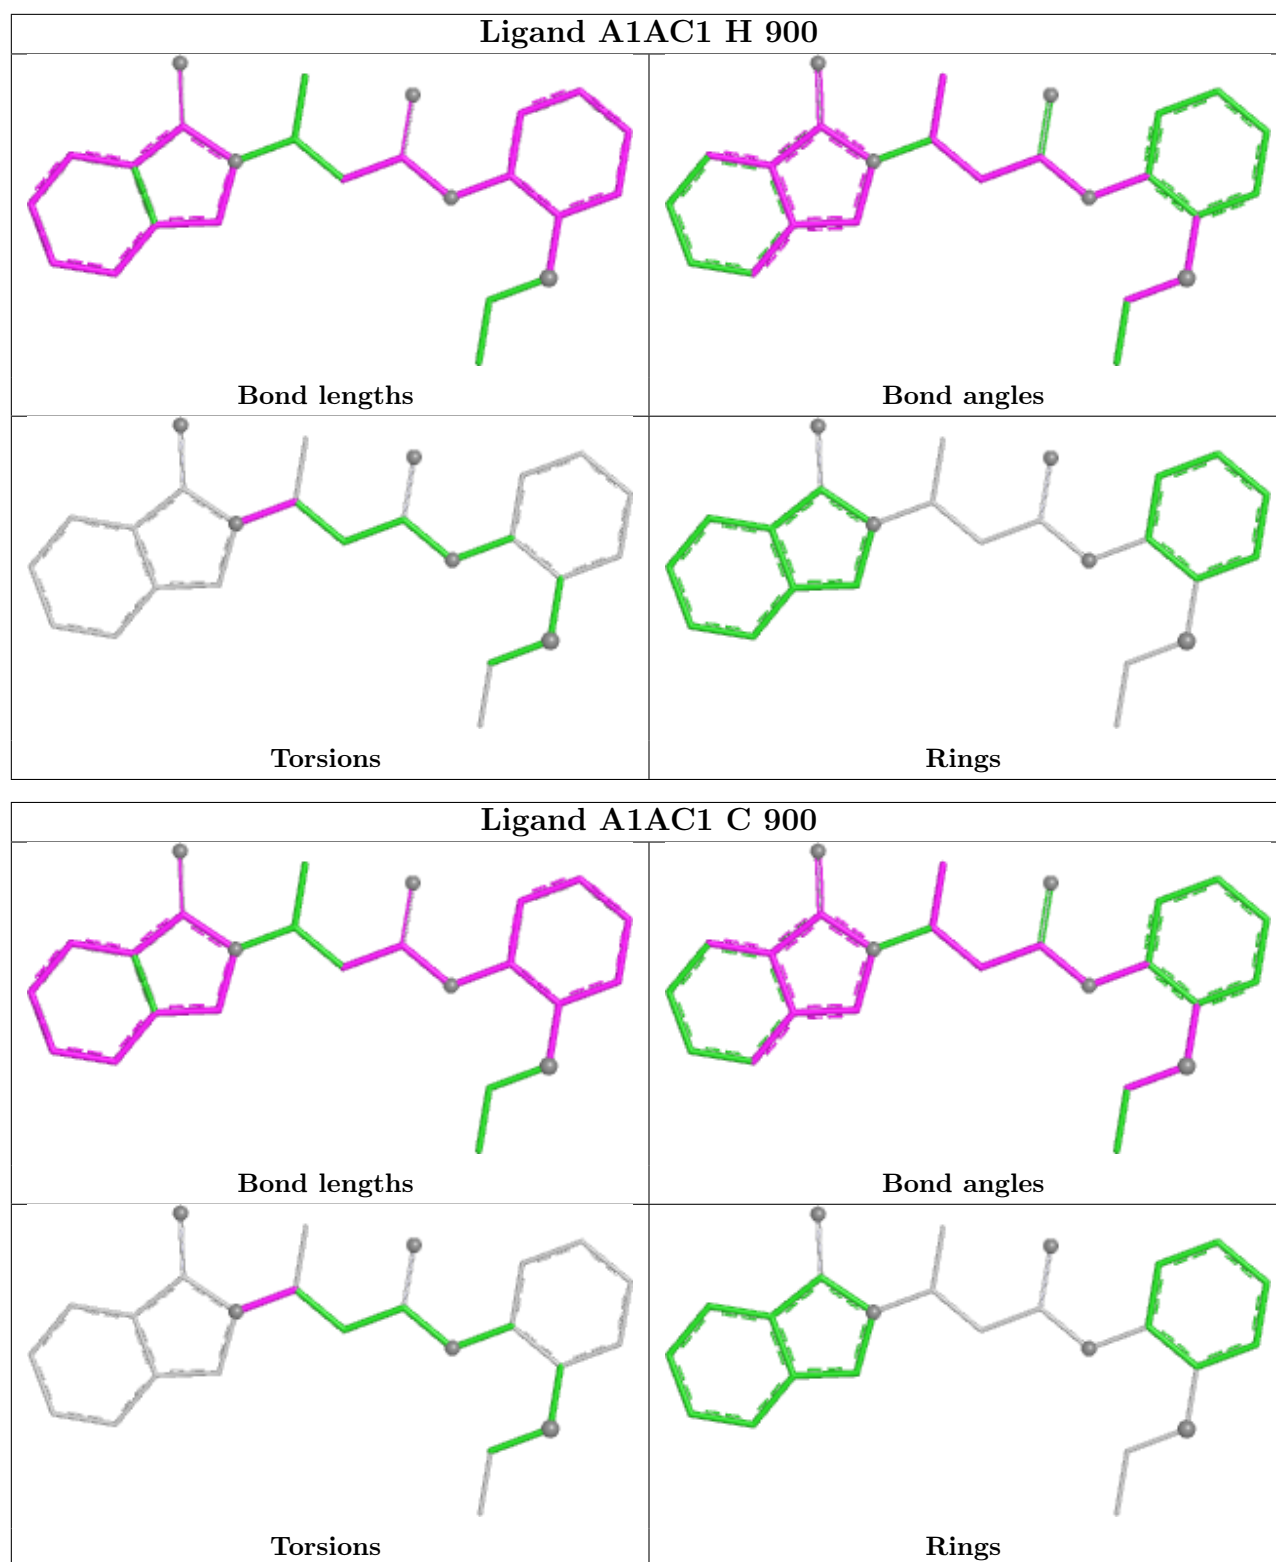 Ligand A1AC1 H 900
Bond lengths
Bond angles
Torsions
Rings
Ligand A1AC1 C 900
Bond lengths
Bond angles
Torsions
Rings